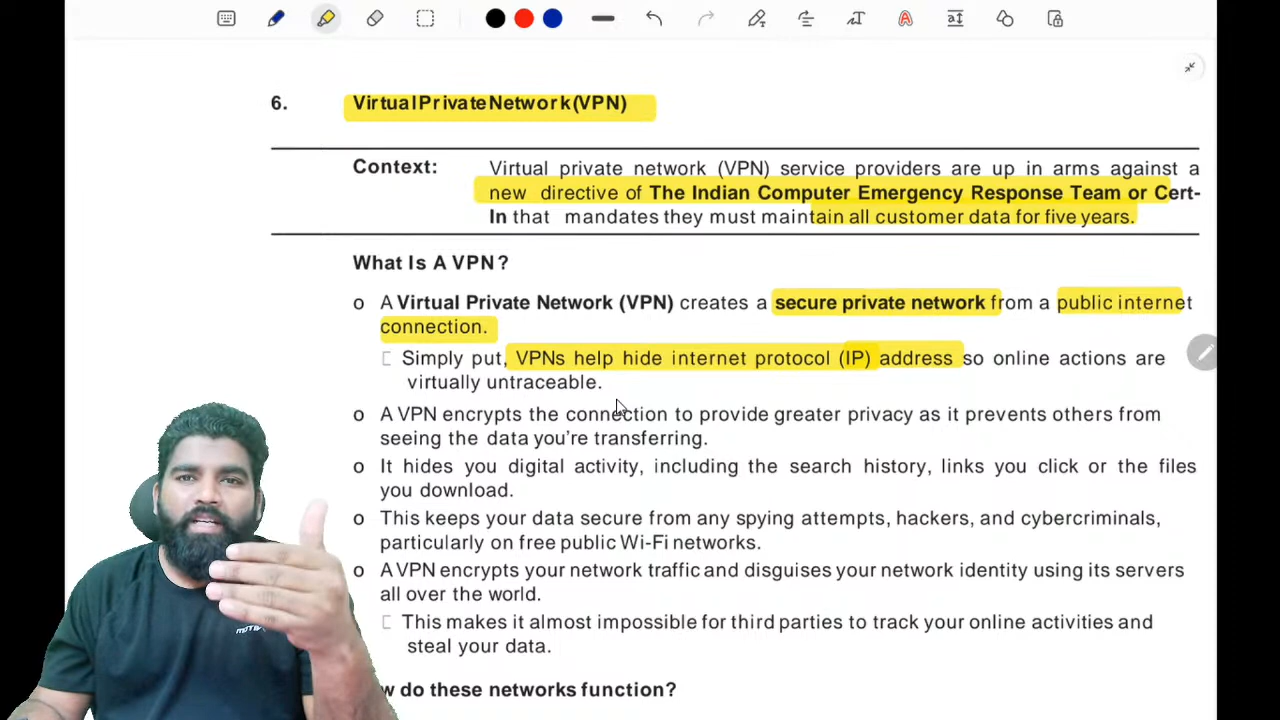 6. Virtual Private Network (VPN)
Context: Virtual private network (VPN) service providers are up in arms against a
new directive of The Indian Computer Emergency Response Team or Cert-
In that mandates they must maintain all customer data for five years.
What Is A VPN?
o A Virtual Private Network (VPN) creates a secure private network from a public internet
connection.
Simply put, VPNs help hide internet protocol (IP) address so online actions are
virtually untraceable.
o A VPN encrypts the connection to provide greater privacy as it prevents others from
seeing the data you're transferring.
o It hides you digital activity, including the search history, links you click or the files
you download.
o This keeps your data secure from any spying attempts, hackers, and cybercriminals,
particularly on free public Wi-Fi networks.
o A VPN encrypts your network traffic and disguises your network identity using its servers
all over the world.
This makes it almost impossible for third parties to track your online activities and
steal your data.
w do these networks function?